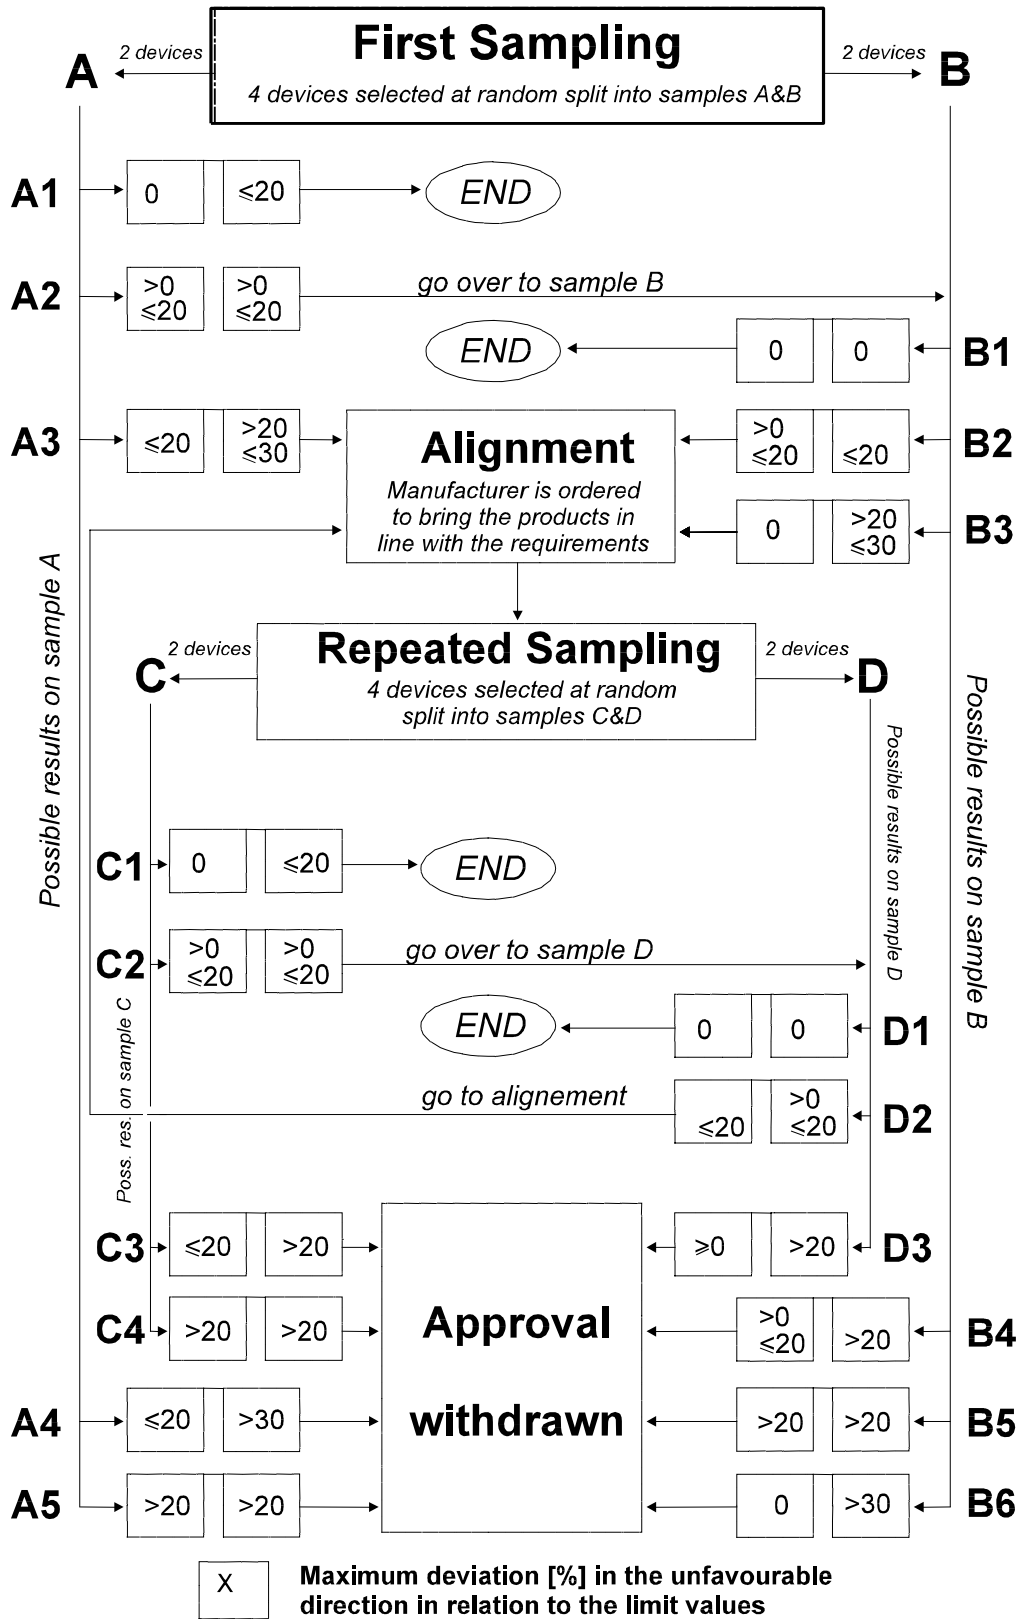 First Sampling
4 devices selected at random split into samples A&B
A
2 devices
2 devices
B
A1
0
≤20
END
A2
>0
≤20
>0
≤20
go over to sample B
END
0
0
B1
A3
≤20
>20
≤30
Alignment
Manufacturer is ordered
to bring the products in
line with the requirements
>0
≤20
≤20
B2
0
>20
≤30
B3
Possible results on sample A
Possible results on sample B
Repeated Sampling
4 devices selected at random
split into samples C&D
C
2 devices
2 devices
D
Possible results on sample D
C1
0
≤20
END
C2
>0
≤20
>0
≤20
go over to sample D
Poss. res. on sample C
END
0
0
D1
go to alignement
≤20
>0
≤20
D2
C3
≤20
>20
Approval
withdrawn
≥0
>20
D3
C4
>20
>20
>0
≤20
>20
B4
A4
≤20
>30
>20
>20
B5
A5
>20
>20
0
>30
B6
X
Maximum deviation [%] in the unfavourable
direction in relation to the limit values